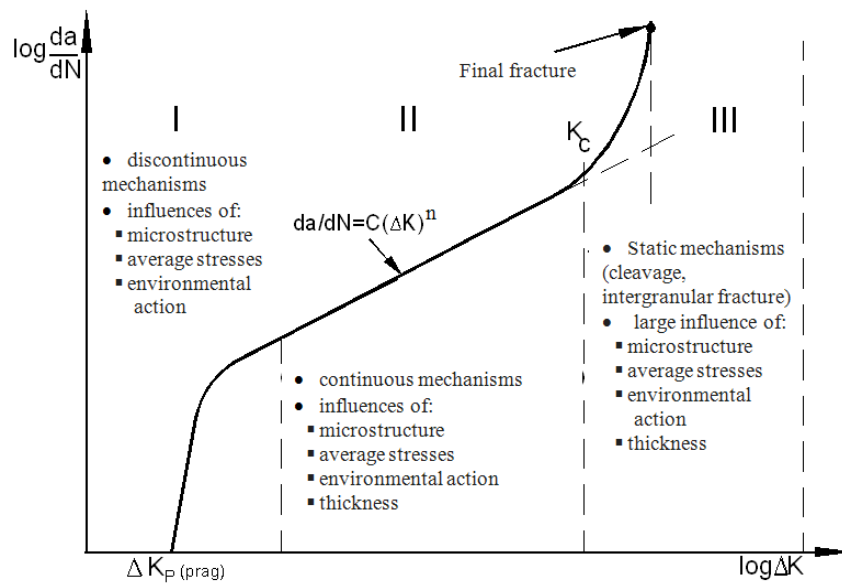 log da/dN
Final fracture
I
II
III
K_c
● discontinuous
mechanisms
● influences of:
▪ microstructure
▪ average stresses
▪ environmental
action
da/dN=C(ΔK)^n
● Static mechanisms
(cleavage,
intergranular fracture)
● large influence of:
▪ microstructure
▪ average stresses
▪ environmental
action
▪ thickness
● continuous mechanisms
● influences of:
▪ microstructure
▪ average stresses
▪ environmental action
▪ thickness
Δ K_P (prag)
logΔK